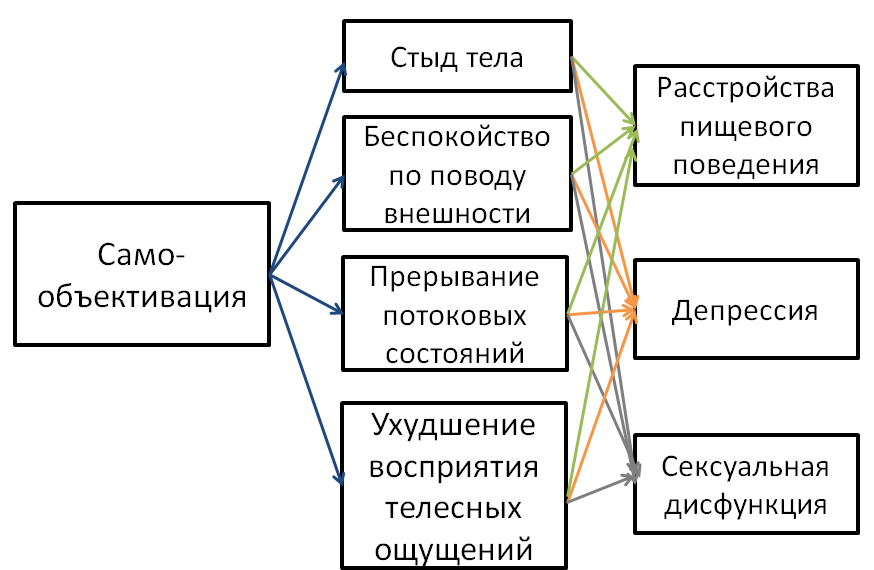 Само-
объективация
Стыд тела
Беспокойство
по поводу
внешности
Прерывание
потоковых
состояний
Ухудшение
восприятия
телесных
ощущений
Расстройства
пищевого
поведения
Депрессия
Сексуальная
дисфункция